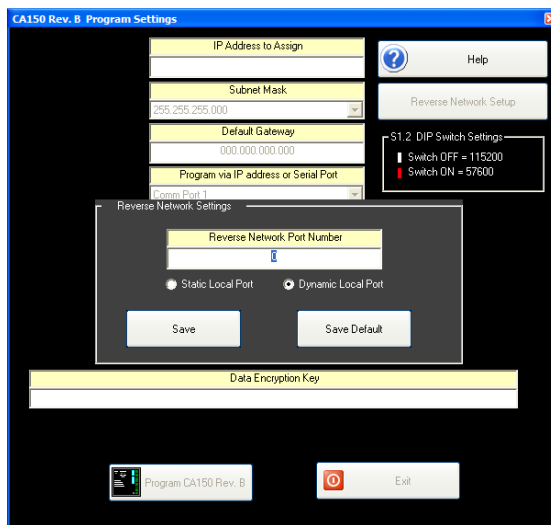 CA150 Rev. B Program Settings
IP Address to Assign
Help
Subnet Mask
255.255.255.000
Reverse Network Setup
Default Gateway
000.000.000.000
S1.2 DIP Switch Settings
Switch OFF = 115200
Switch ON = 57600
Program via IP address or Serial Port
Comm Port 1
Reverse Network Settings
Reverse Network Port Number
0
Static Local Port
Dynamic Local Port
Save
Save Default
Data Encryption Key
Program CA150 Rev. B
Exit